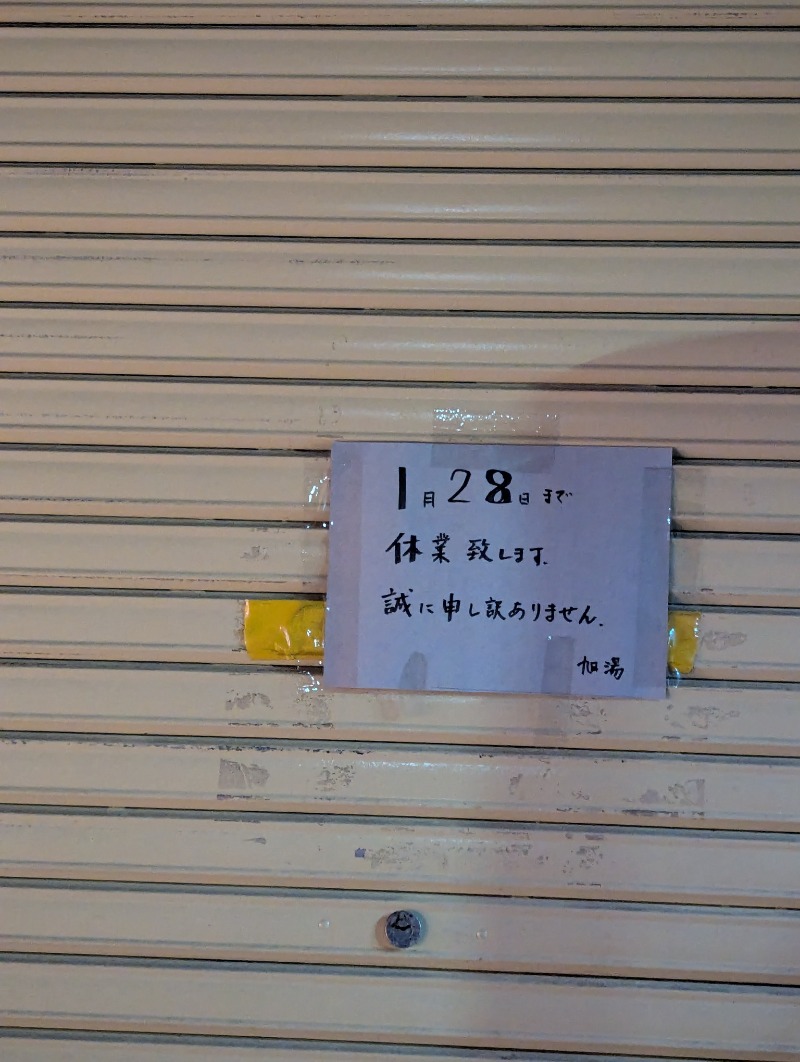 1月28日まで
休業致します.
誠に申し訳ありません.
旭湯